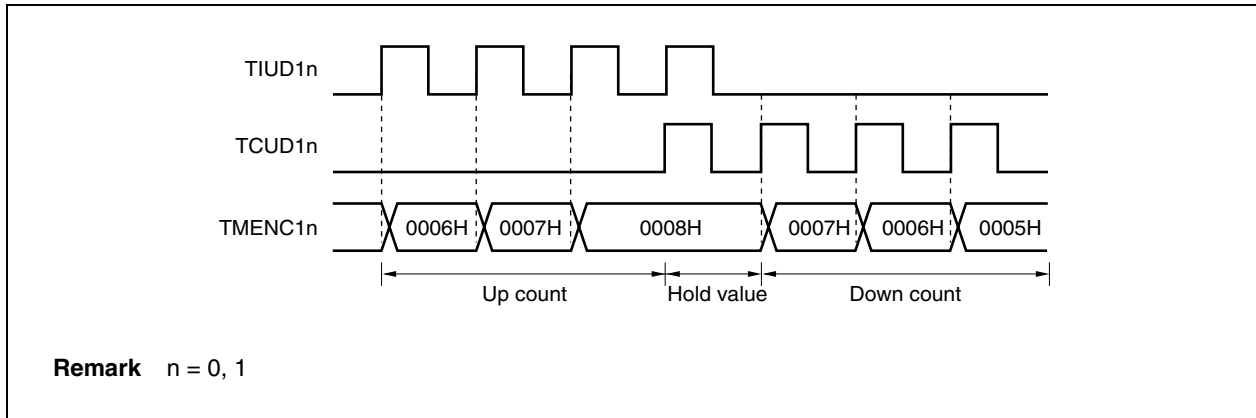 TIUD1n
TCUD1n
TMENC1n 0006H 0007H 0008H 0007H 0006H 0005H
Up count Hold value Down count
Remark n = 0, 1